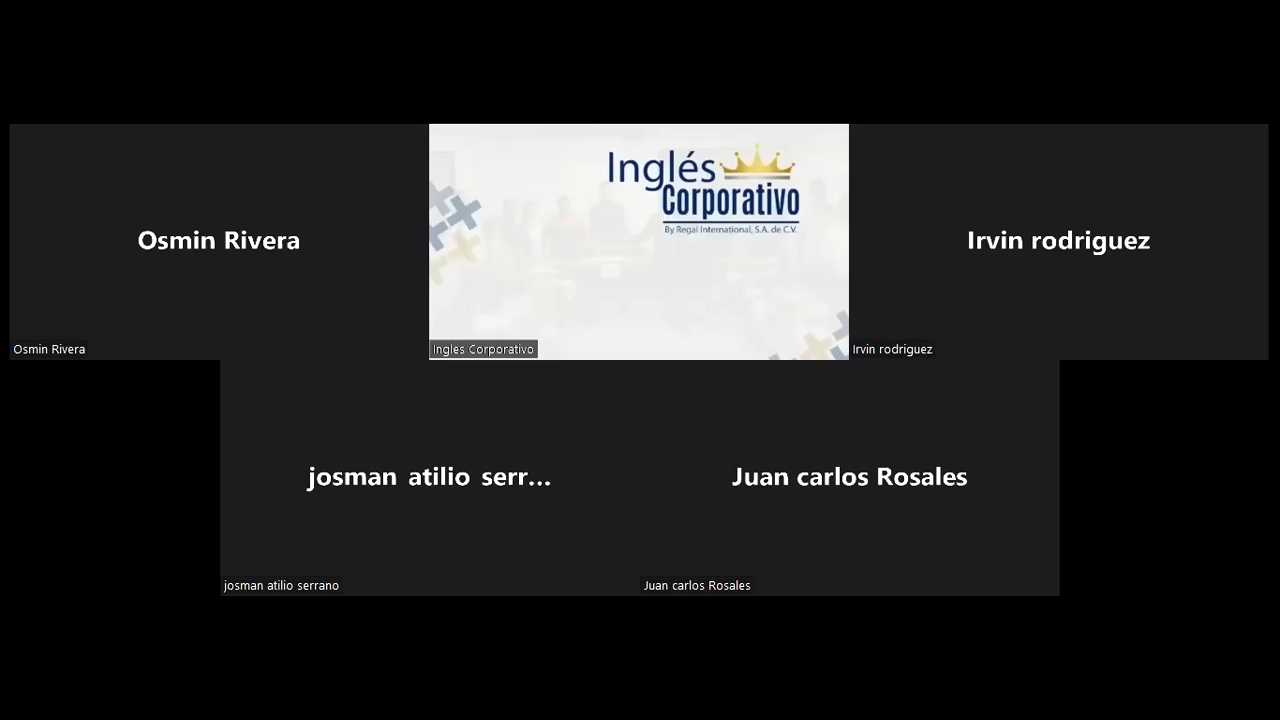 Osmin Rivera
Osmin Rivera
Inglés
Corporativo
By Regal International, S.A. de C.V.
Ingles Corporativo
Irvin rodriguez
Irvin rodriguez
josman atilio serr...
josman atilio serrano
Juan carlos Rosales
Juan carlos Rosales